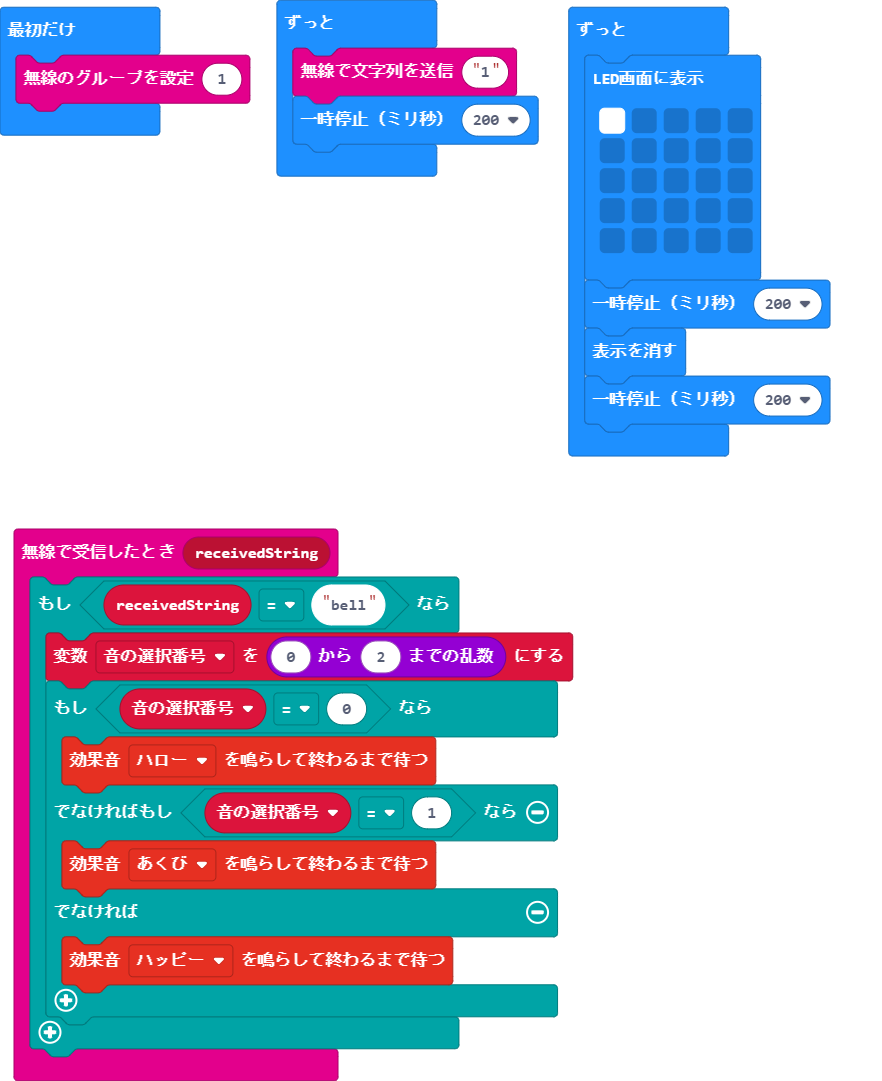 最初だけ
無線のグループを設定 1
ずっと
無線で文字列を送信 "1"
一時停止（ミリ秒） 200
ずっと
LED画面に表示
一時停止（ミリ秒） 200
表示を消す
一時停止（ミリ秒） 200
無線で受信したとき receivedString
もし receivedString = "bell" なら
変数 音の選択番号 を 0 から 2 までの乱数 にする
もし 音の選択番号 = 0 なら
効果音 ハロー を鳴らして終わるまで待つ
でなければもし 音の選択番号 = 1 なら
効果音 あくび を鳴らして終わるまで待つ
でなければ
効果音 ハッピー を鳴らして終わるまで待つ